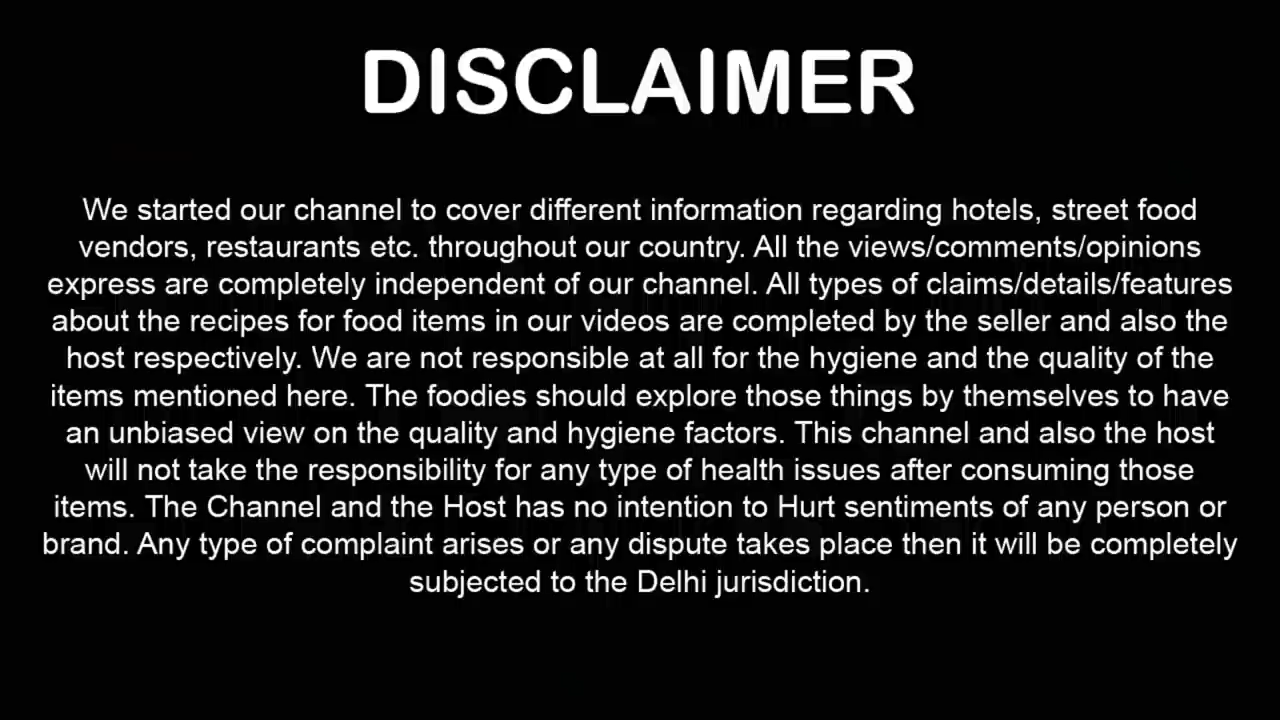 DISCLAIMER
We started our channel to cover different information regarding hotels, street food
vendors, restaurants etc. throughout our country. All the views/comments/opinions
express are completely independent of our channel. All types of claims/details/features
about the recipes for food items in our videos are completed by the seller and also the
host respectively. We are not responsible at all for the hygiene and the quality of the
items mentioned here. The foodies should explore those things by themselves to have
an unbiased view on the quality and hygiene factors. This channel and also the host
will not take the responsibility for any type of health issues after consuming those
items. The Channel and the Host has no intention to Hurt sentiments of any person or
brand. Any type of complaint arises or any dispute takes place then it will be completely
subjected to the Delhi jurisdiction.